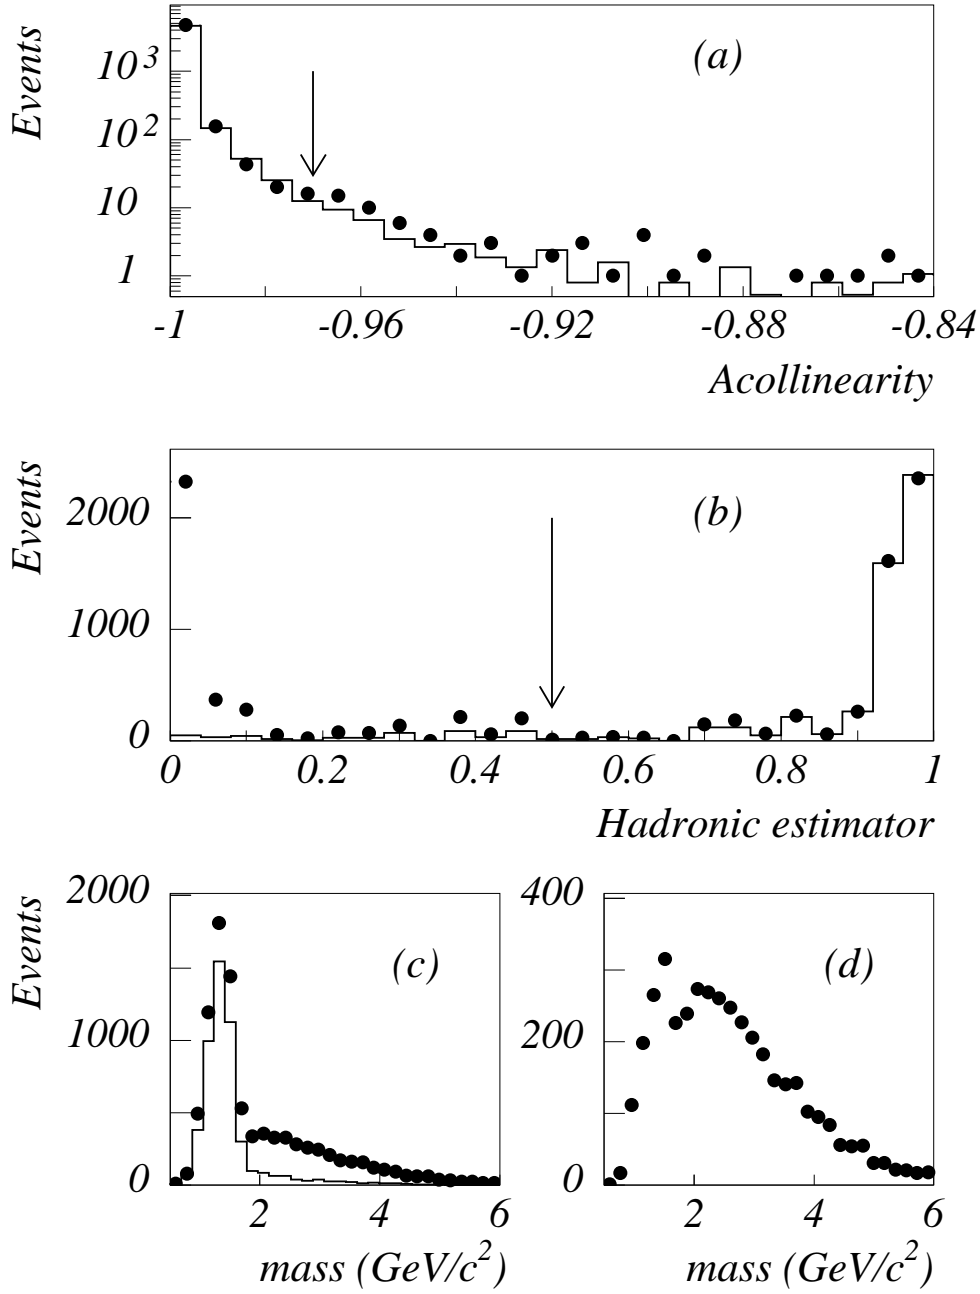 Events
10^3
10^2
10
1
(a)
-1 -0.96 -0.92 -0.88 -0.84
Acollinearity
Events
2000
1000
0
(b)
0 0.2 0.4 0.6 0.8 1
Hadronic estimator
Events
2000
1000
0
(c)
2 4 6
mass (GeV/c^2)
400
200
0
(d)
2 4 6
mass (GeV/c^2)